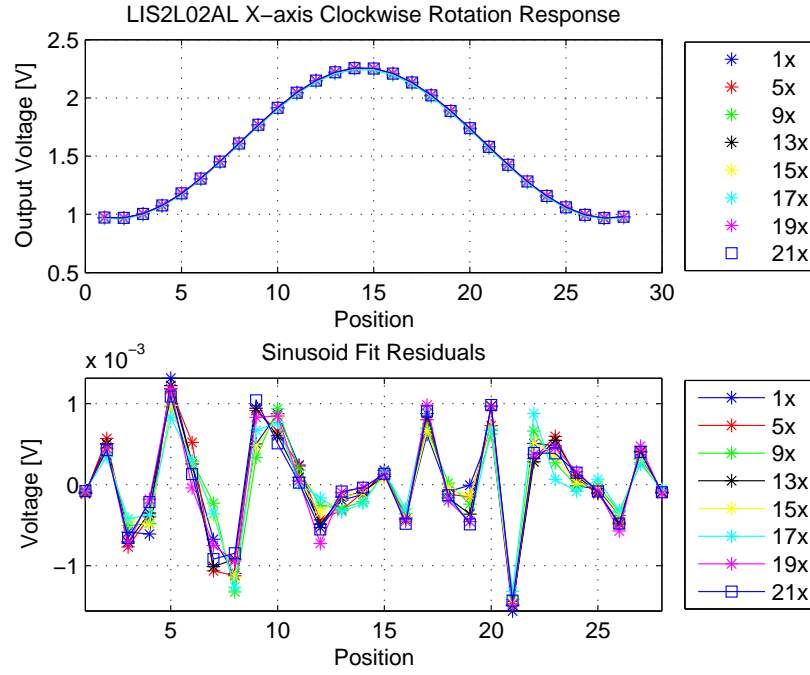 LIS2L02AL X−axis Clockwise Rotation Response
2.5
2
1.5
1
0.5
Output Voltage [V]
0 5 10 15 20 25 30
Position
1x
5x
9x
13x
15x
17x
19x
21x
x 10−3
Sinusoid Fit Residuals
1
0
−1
Voltage [V]
5 10 15 20 25
Position
1x
5x
9x
13x
15x
17x
19x
21x